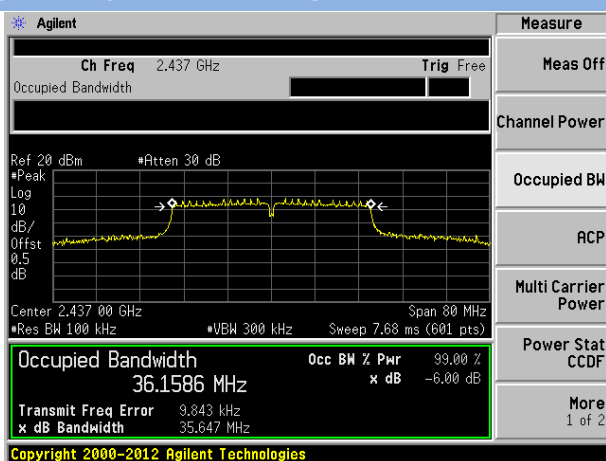 Agilent
Measure
Ch Freq 2.437 GHz Trig Free
Occupied Bandwidth
Meas Off
Channel Power
Occupied BW
ACP
Multi Carrier
Power
Power Stat
CCDF
More
1 of 2
Ref 20 dBm #Atten 30 dB
#Peak
Log
10
dB/
Offst
0.5
dB
Center 2.437 00 GHz Span 80 MHz
#Res BW 100 kHz #VBW 300 kHz Sweep 7.68 ms (601 pts)
Occupied Bandwidth Occ BW % Pwr 99.00 %
36.1586 MHz x dB -6.00 dB
Transmit Freq Error 9.843 kHz
x dB Bandwidth 35.647 MHz
Copyright 2000-2012 Agilent Technologies